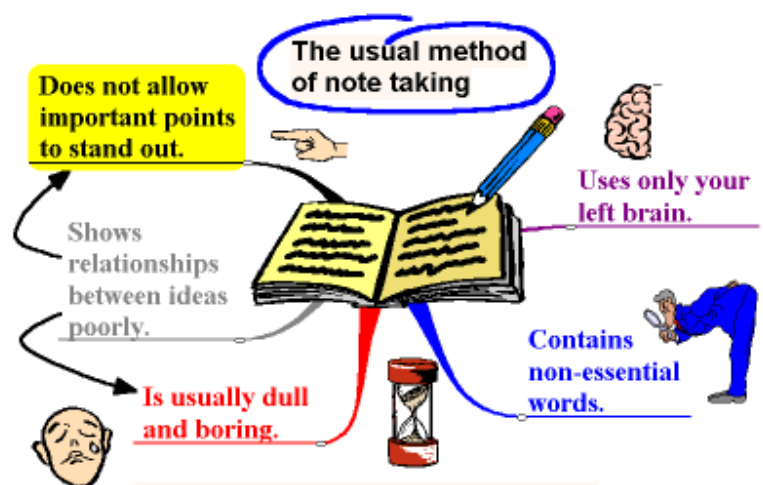 The usual method
of note taking
Does not allow
important points
to stand out.
Uses only your
left brain.
Shows
relationships
between ideas
poorly.
Contains
non-essential
words.
Is usually dull
and boring.